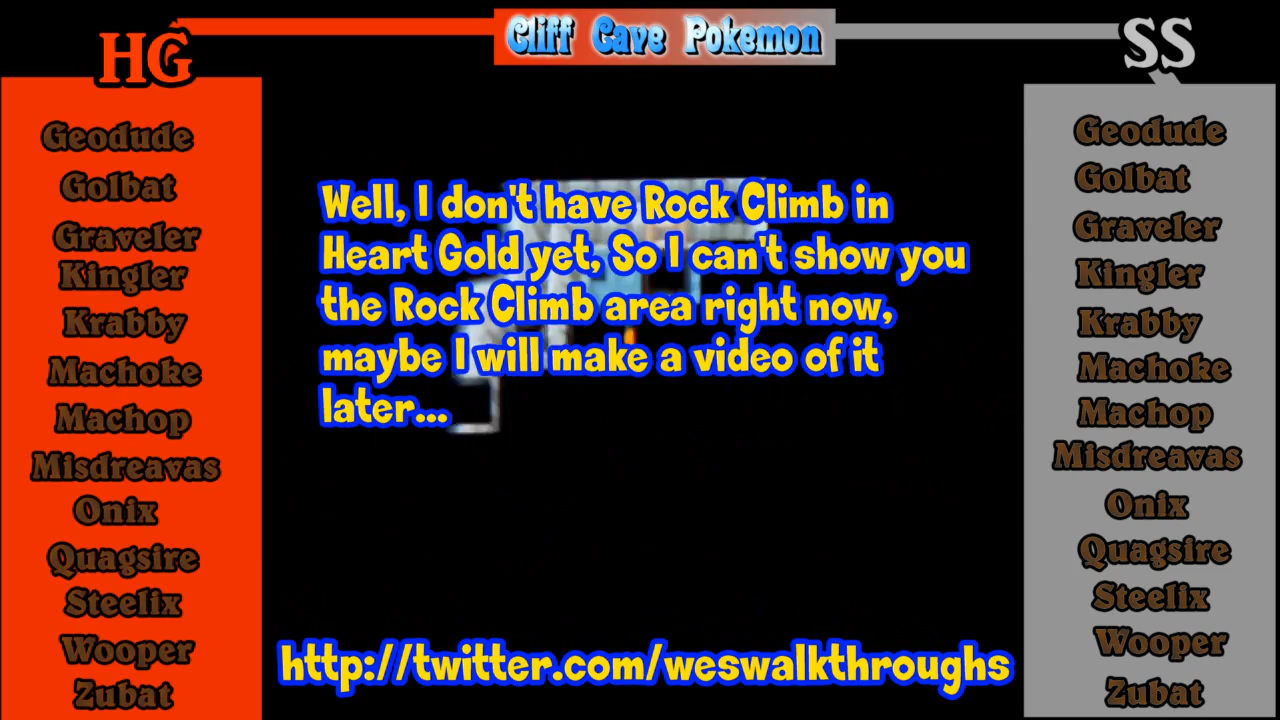 Cliff Cave Pokemon
HG
SS
Geodude
Golbat
Graveler
Kingler
Krabby
Machoke
Machop
Misdreavas
Onix
Quagsire
Steelix
Wooper
Zubat
Well, I don't have Rock Climb in
Heart Gold yet, So I can't show you
the Rock Climb area right now,
maybe I will make a video of it
later...
http://twitter.com/weswalkthroughs
Geodude
Golbat
Graveler
Kingler
Krabby
Machoke
Machop
Misdreavas
Onix
Quagsire
Steelix
Wooper
Zubat